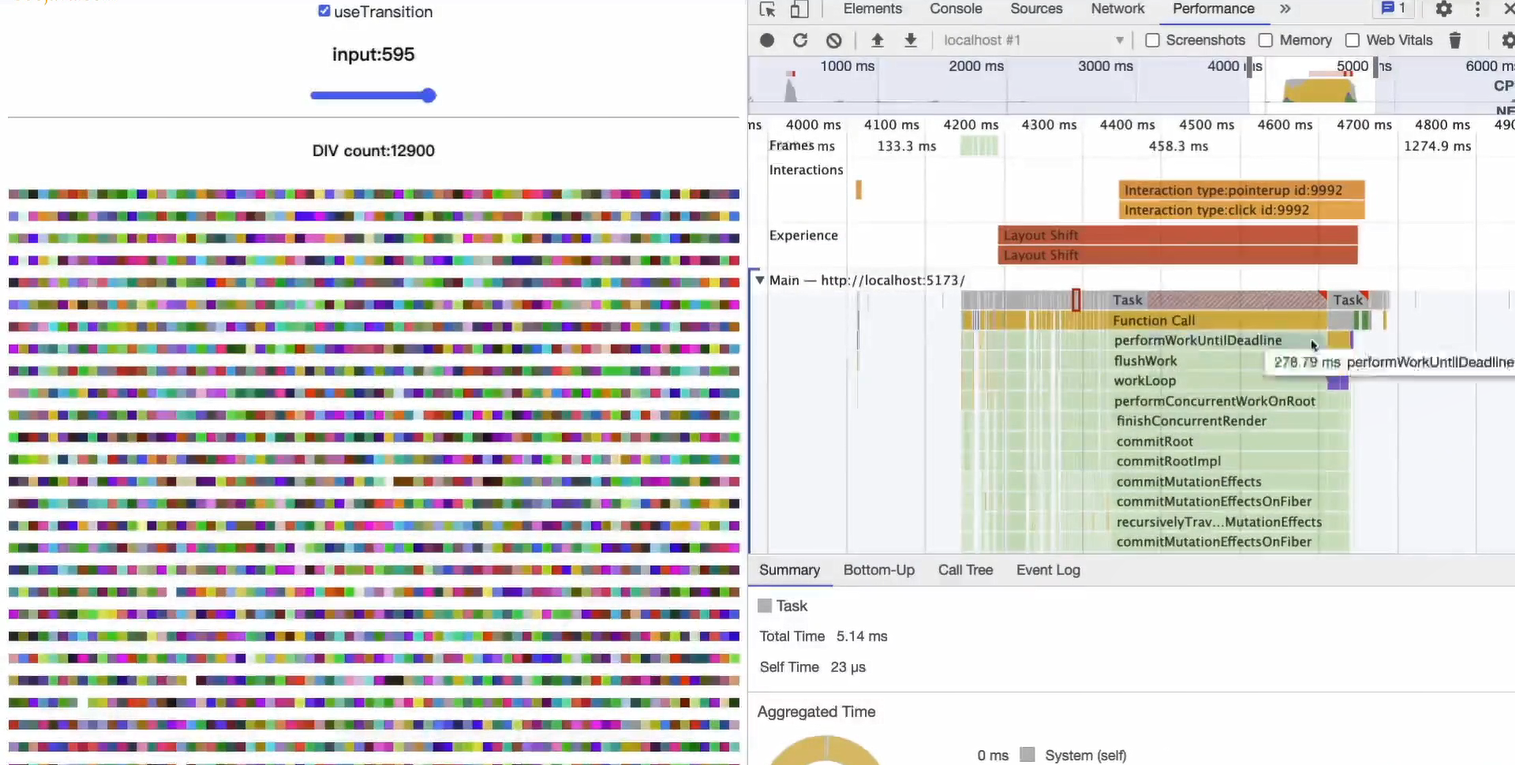 useTransition
input:595
DIV count:12900
Elements Console Sources Network Performance » 1
localhost #1 Screenshots Memory Web Vitals
1000 ms 2000 ms 3000 ms 4000 ms 5000 ms 6000 ms
CP
NE
ms 4000 ms 4100 ms 4200 ms 4300 ms 4400 ms 4500 ms 4600 ms 4700 ms 4800 ms 490
Frames ms 133.3 ms 458.3 ms 1274.9 ms
Interactions
Interaction type:pointerup id:9992
Interaction type:click id:9992
Experience
Layout Shift
Layout Shift
Main — http://localhost:5173/
Task Task
Function Call
performWorkUntilDeadline
flushWork
278.79 ms performWorkUntilDeadline
workLoop
performConcurrentWorkOnRoot
finishConcurrentRender
commitRoot
commitRootImpl
commitMutationEffects
commitMutationEffectsOnFiber
recursivelyTrav...MutationEffects
commitMutationEffectsOnFiber
Summary Bottom-Up Call Tree Event Log
Task
Total Time 5.14 ms
Self Time 23 μs
Aggregated Time
0 ms System (self)